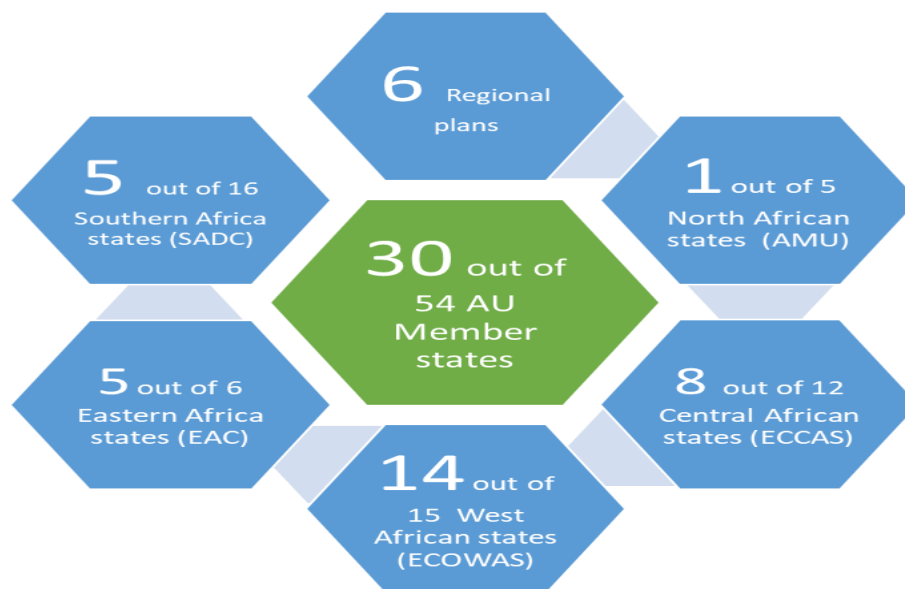 6 Regional
plans
5 out of 16
Southern Africa
states (SADC)
1 out of 5
North African
states (AMU)
30 out of
54 AU
Member
states
5 out of 6
Eastern Africa
states (EAC)
8 out of 12
Central African
states (ECCAS)
14 out of
15 West
African states
(ECOWAS)